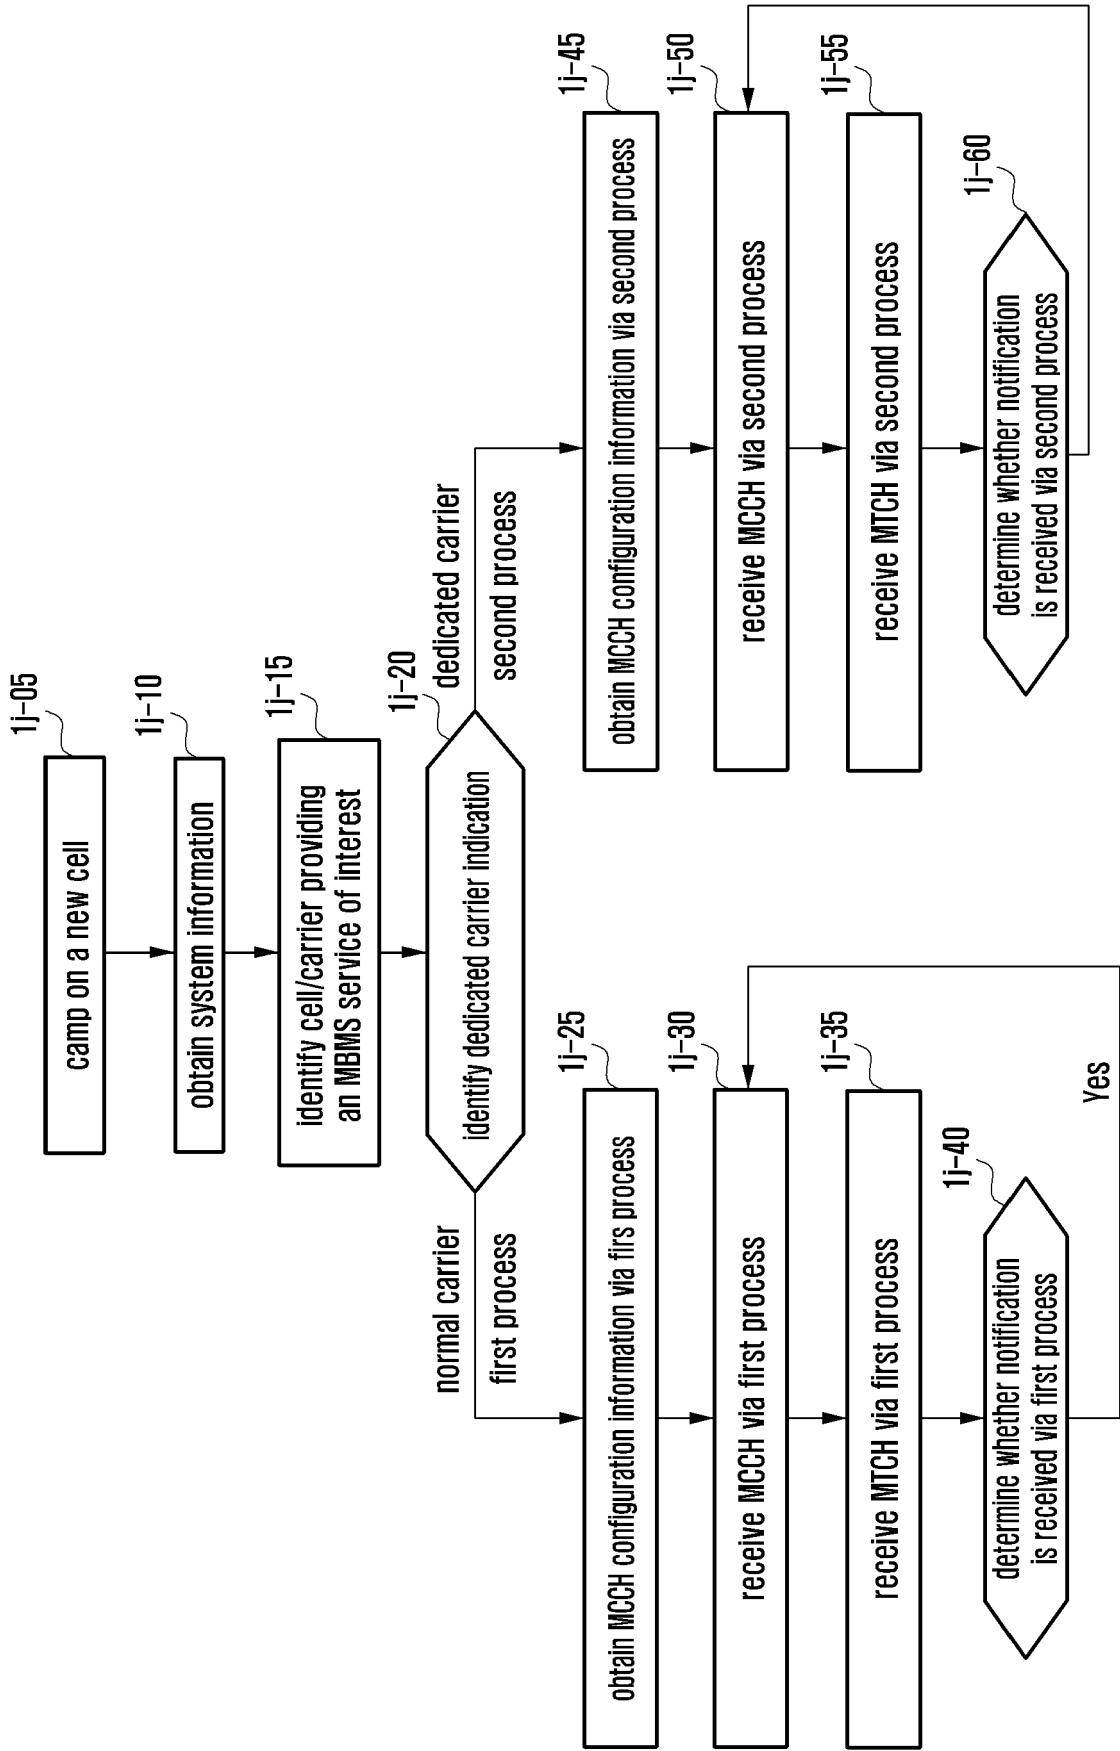 camp on a new cell
1j-05
obtain system information
1j-10
identify cell/carrier providing
an MBMS service of interest
1j-15
identify dedicated carrier indication
1j-20
normal carrier
first process
dedicated carrier
second process
obtain MCCH configuration information via firs process
1j-25
receive MCCH via first process
1j-30
receive MTCH via first process
1j-35
determine whether notification
is received via first process
1j-40
Yes
obtain MCCH configuration information via second process
1j-45
receive MCCH via second process
1j-50
receive MTCH via second process
1j-55
determine whether notification
is received via second process
1j-60